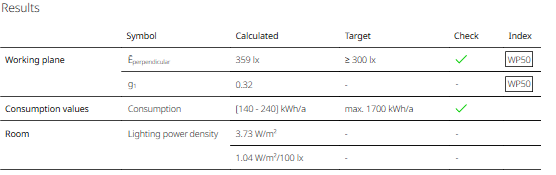 Results
Symbol Calculated Target Check Index
Working plane Ēperpendicular 359 lx ≥ 300 lx ✓ WP50
g₁ 0.32 - - WP50
Consumption values Consumption [140 - 240] kWh/a max. 1700 kWh/a ✓
Room Lighting power density 3.73 W/m² - -
1.04 W/m²/100 lx - -